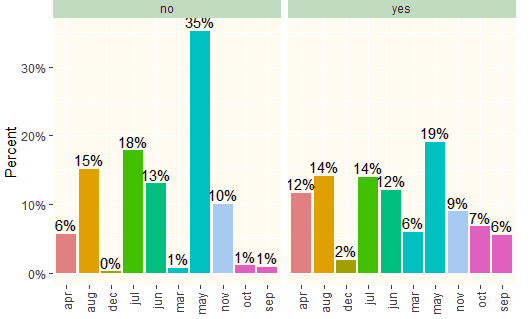 no yes
Percent
30%
20%
10%
0%
6% 15% 0% 18% 13% 1% 35% 10% 1% 1%
12% 14% 2% 14% 12% 6% 19% 9% 7% 6%
apr aug dec jul jun mar may nov oct sep
apr aug dec jul jun mar may nov oct sep